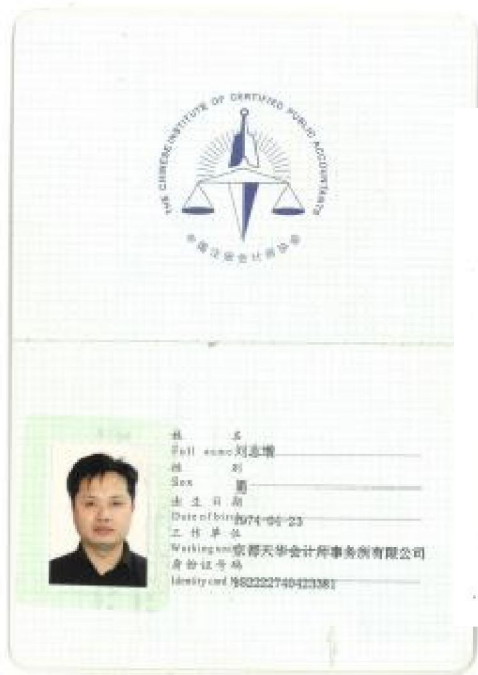 THE CHINESE INSTITUTE OF CERTIFIED PUBLIC ACCOUNTANTS
中国注册会计师协会
姓 名
Full name 刘志增
性 别
Sex 男
出生日期
Date of birth 1974-04-23
工作单位
Working unit 京都天华会计师事务所有限公司
身份证号码
Identity card